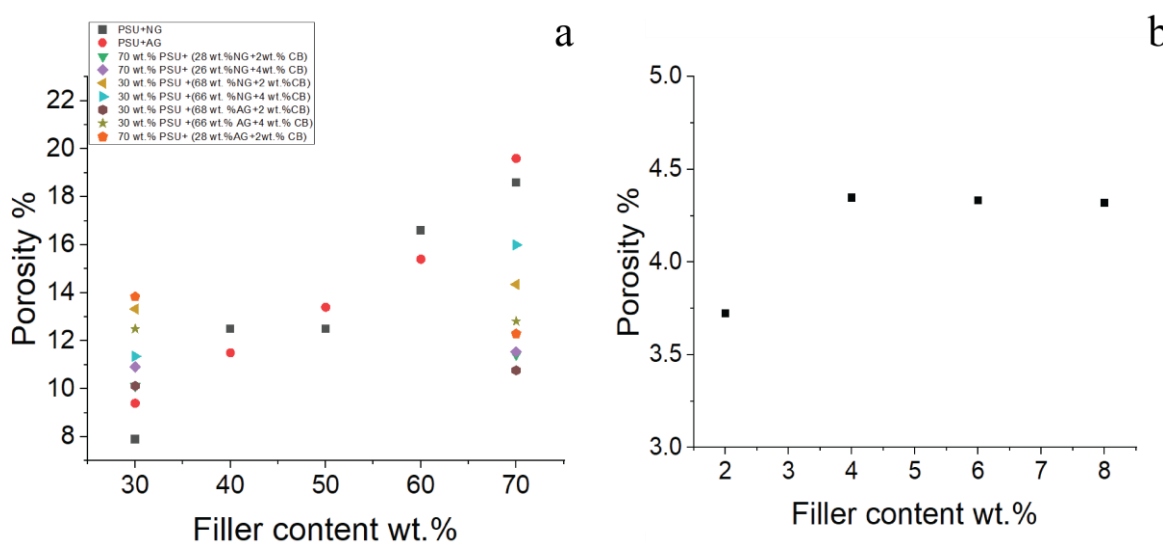 PSU+NG
PSU+AG
70 wt.% PSU+ (28 wt.%NG+2wt.% CB)
70 wt.% PSU+ (26 wt.%NG+4wt.% CB)
30 wt.% PSU +(68 wt.%NG+2 wt.%CB)
30 wt.% PSU +(66 wt.%NG+4 wt.%CB)
30 wt.% PSU +(68 wt.%AG+2 wt.%CB)
30 wt.% PSU +(66 wt.% AG+4 wt.% CB)
70 wt.% PSU+ (28 wt.%AG+2wt.% CB)
a
22
20
18
16
14
12
10
8
Porosity %
30 40 50 60 70
Filler content wt.%
b
5.0
4.5
4.0
3.5
3.0
Porosity %
2 3 4 5 6 7 8
Filler content wt.%